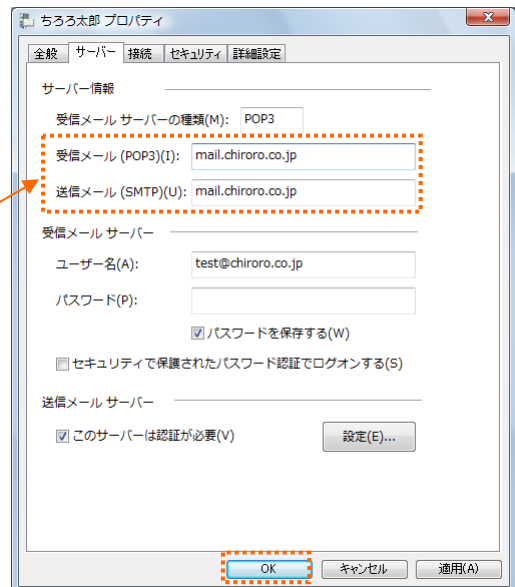 ちろろ太郎 プロパティ
全般 サーバー 接続 セキュリティ 詳細設定
サーバー情報
受信メール サーバーの種類(M): POP3
受信メール (POP3)(I): mail.chiroro.co.jp
送信メール (SMTP)(U): mail.chiroro.co.jp
受信メール サーバー
ユーザー名(A): test@chiroro.co.jp
パスワード(P):
パスワードを保存する(W)
セキュリティで保護されたパスワード認証でログオンする(S)
送信メール サーバー
このサーバーは認証が必要(V) 設定(E)...
OK キャンセル 適用(A)